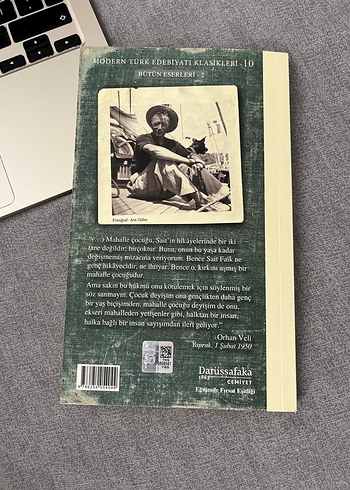 MODERN TÜRK EDEBİYATI KLASİKLERİ - 10
BÜTÜN ESERLERİ - 2
Fotoğraf: Ara Güler
"(...) Mahalle çocuğu, Sait'in hikâyelerinde bir iki
tane değildir; birçoktur. Bunu, onun bu yaşa kadar
değişmemiş mizacına veriyorum. Bence Sait Faik ne
genç hikâyecidir; ne ihtiyar. Bence o, kırkını aşmış bir
mahalle çocuğudur.
Ama sakın bu hükmü onu kötülemek için söylenmiş bir
söz sanmayın. Çocuk deyişim ona gençlikten daha genç
bir yaş biçişimden, mahalle çocuğu deyişim de onu,
ekseri mahalleden yetişenler gibi, halktan bir insan,
halka bağlı bir insan sayışımdan ileri geliyor."
-Orhan Veli
Yaprak, 1 Şubat 1950
Darüşşafaka
1863 CEMİYET
Eğitimde Fırsat Eşitliği